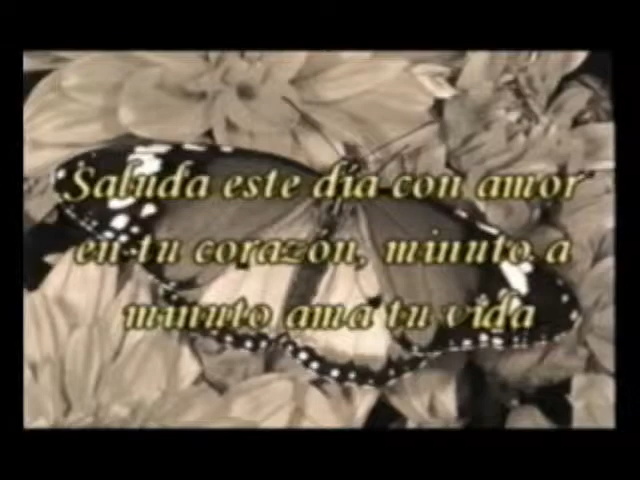 Saluda este día con amor
en tu corazón, minuto a
minuto ama tu vida